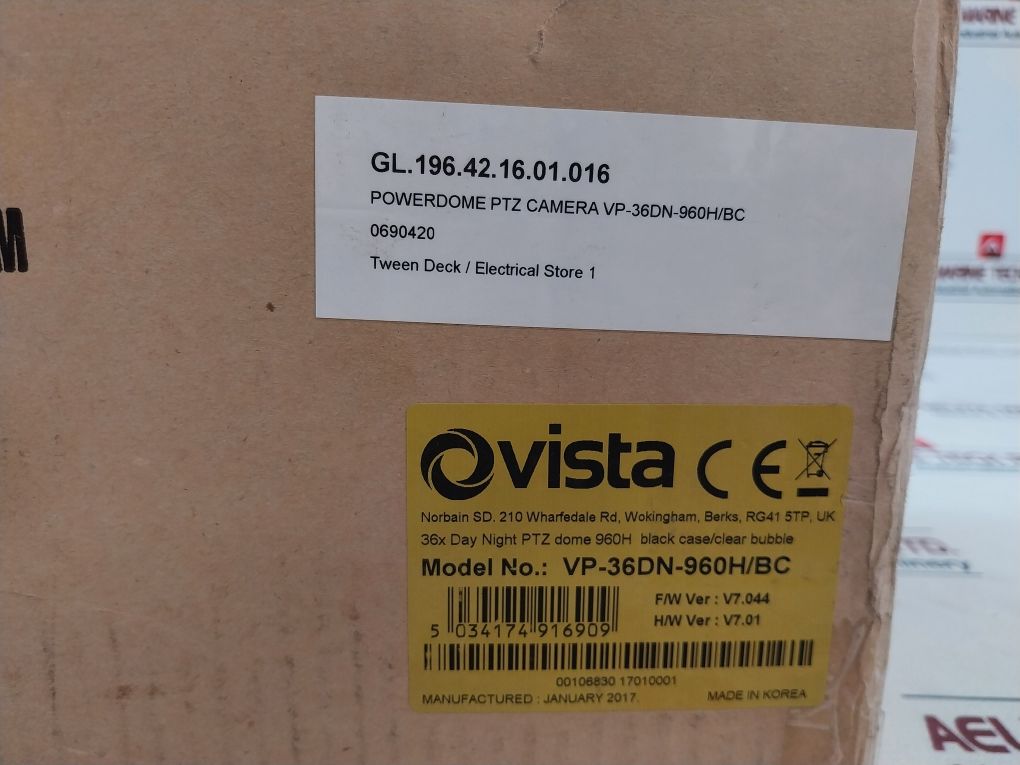 GL.196.42.16.01.016
POWERDOME PTZ CAMERA VP-36DN-960H/BC
0690420
Tween Deck / Electrical Store 1
vista CE
Norbain SD. 210 Wharfedale Rd, Wokingham, Berks, RG41 5TP, UK
36x Day Night PTZ dome 960H black case/clear bubble
Model No.: VP-36DN-960H/BC
F/W Ver : V7.044
H/W Ver : V7.01
5 034174 916909
00106830 17010001
MANUFACTURED : JANUARY 2017.
MADE IN KOREA